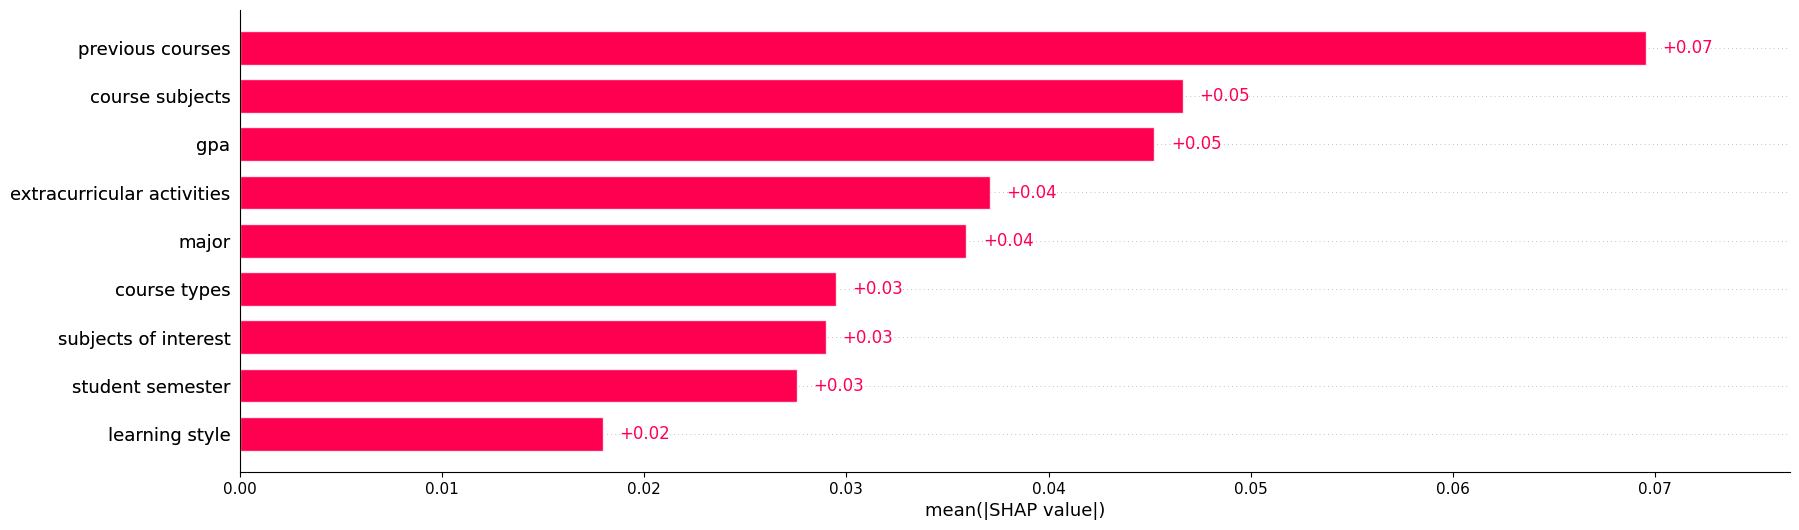 previous courses +0.07
course subjects +0.05
gpa +0.05
extracurricular activities +0.04
major +0.04
course types +0.03
subjects of interest +0.03
student semester +0.03
learning style +0.02
0.00 0.01 0.02 0.03 0.04 0.05 0.06 0.07
mean(|SHAP value|)